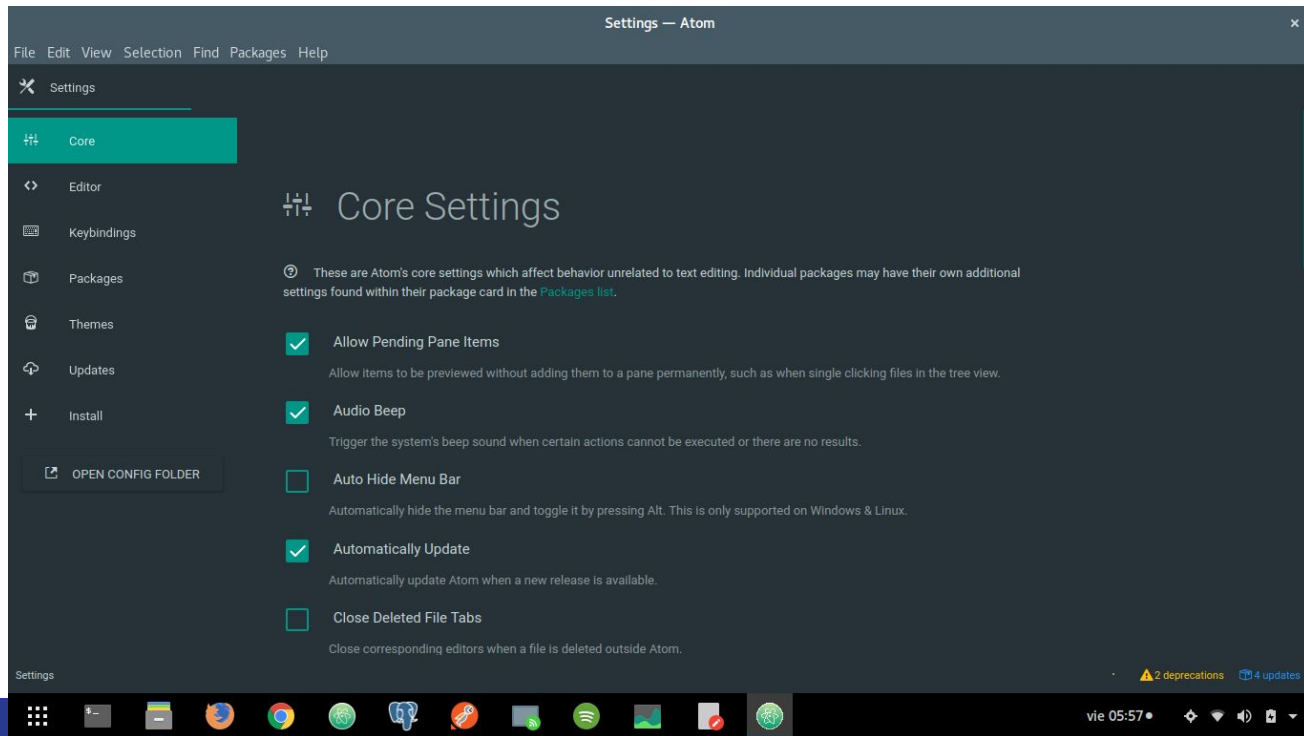 Settings — Atom
File Edit View Selection Find Packages Help
Settings
Core
Editor
Keybindings
Packages
Themes
Updates
Install
OPEN CONFIG FOLDER
Core Settings
These are Atom's core settings which affect behavior unrelated to text editing. Individual packages may have their own additional
settings found within their package card in the Packages list.
Allow Pending Pane Items
Allow items to be previewed without adding them to a pane permanently, such as when single clicking files in the tree view.
Audio Beep
Trigger the system's beep sound when certain actions cannot be executed or there are no results.
Auto Hide Menu Bar
Automatically hide the menu bar and toggle it by pressing Alt. This is only supported on Windows & Linux.
Automatically Update
Automatically update Atom when a new release is available.
Close Deleted File Tabs
Close corresponding editors when a file is deleted outside Atom.
Settings
2 deprecations 4 updates
vie 05:57